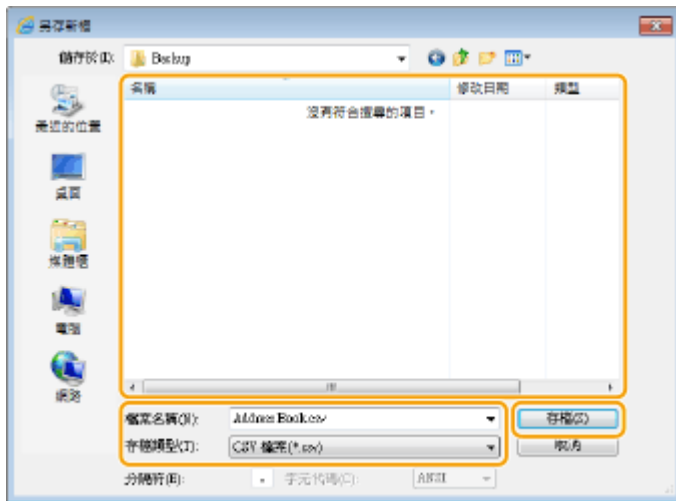 另存新檔
儲存於(I):
Backup
名稱
修改日期
類型
沒有符合搜尋的項目。
最近的位置
桌面
媒體櫃
電腦
網路
檔案名稱(N):
Address Book.csv
存檔(S)
存檔類型(T):
CSV 檔案(*.csv)
取消
分隔符(E):
字元代碼(C):
ANSI